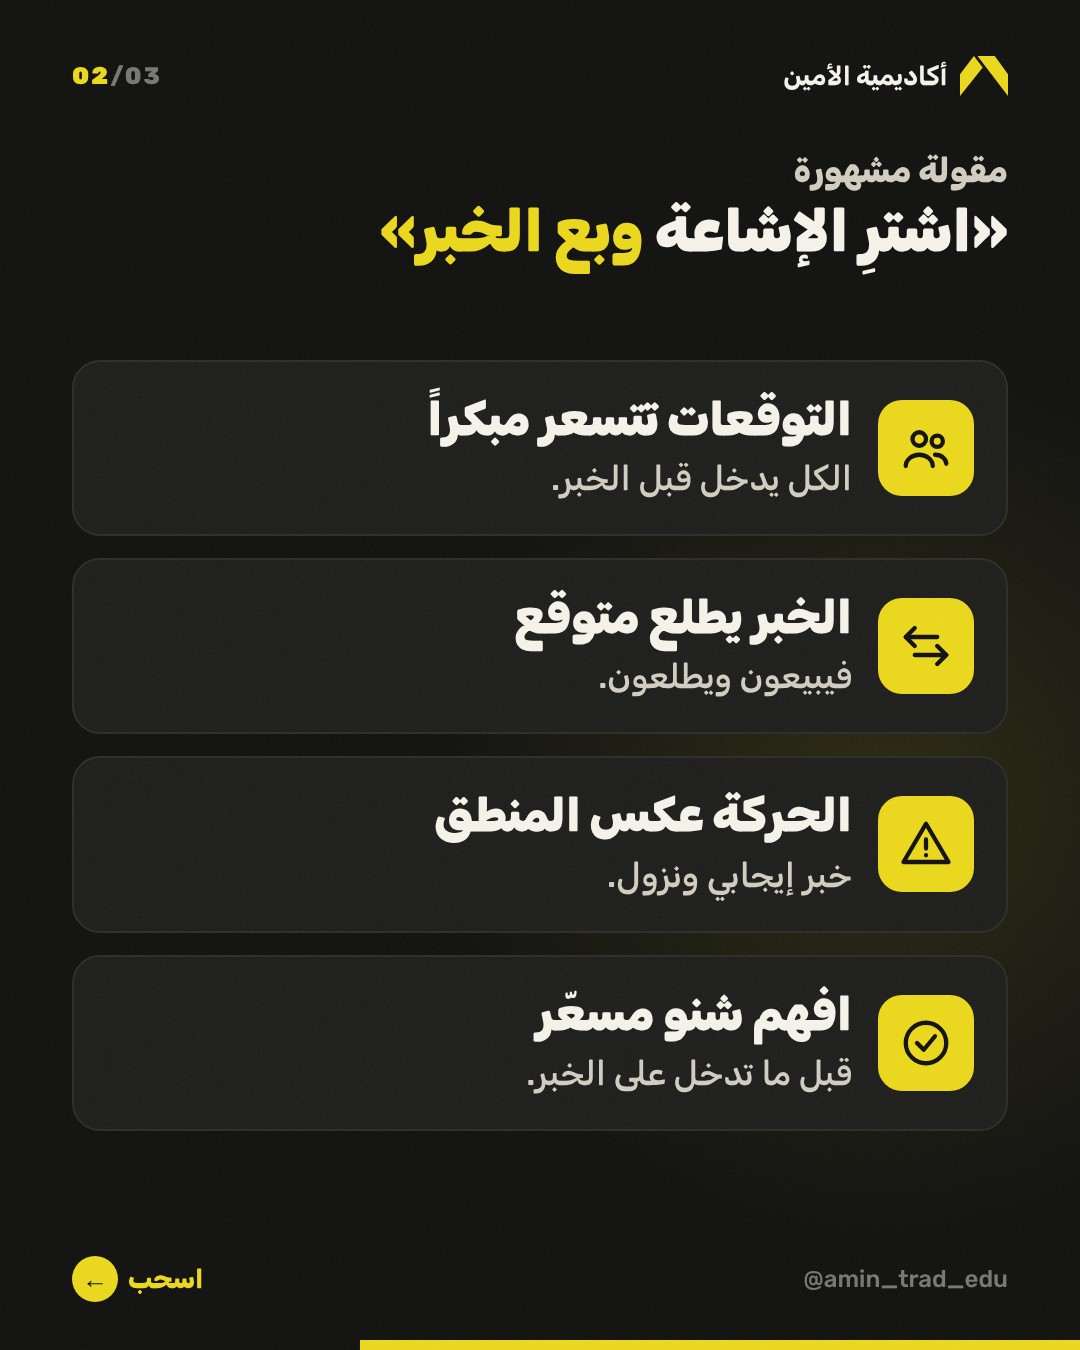 أكاديمية الأمين
02/03
مقولة مشهورة
«اشترِ الإشاعة وبع الخبر»
التوقعات تتسعر مبكراً
الكل يدخل قبل الخبر.
الخبر يطلع متوقع
فيبيعون ويطلعون.
الحركة عكس المنطق
خبر إيجابي ونزول.
افهم شنو مسعّر
قبل ما تدخل على الخبر.
@amin_trad_edu
اسحب ←